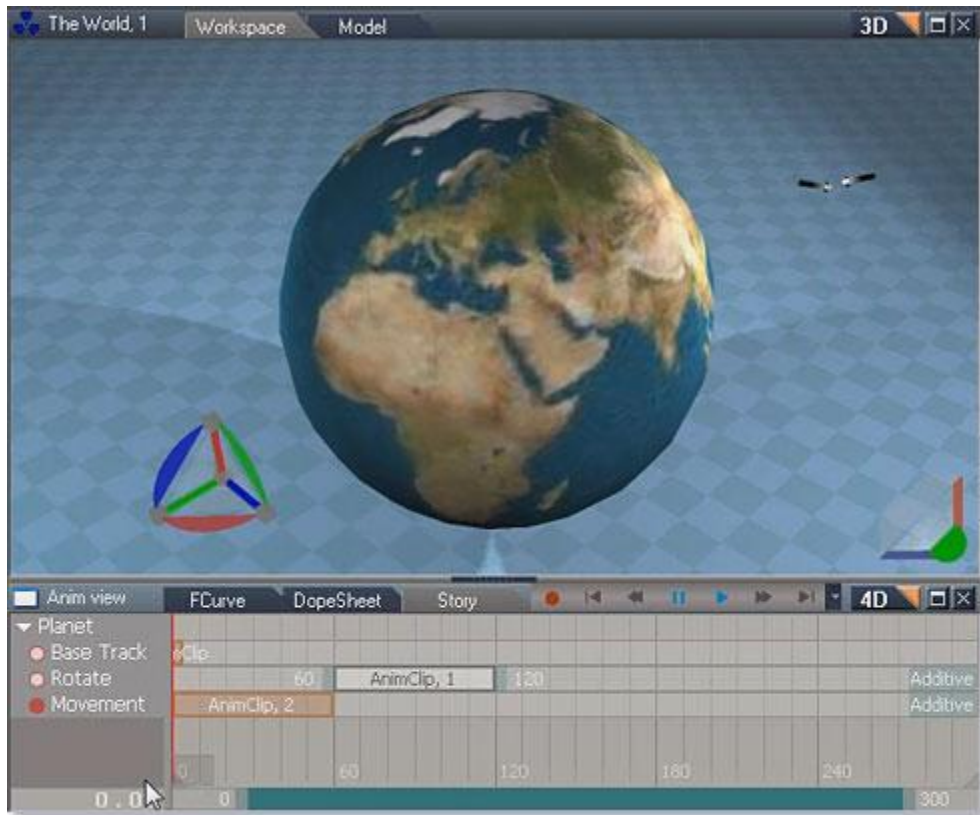 The World, 1 Workspace Model 3D
Anim view FCurve DopeSheet Story 4D
Planet
Base Track
Rotate 60 AnimClip, 1 120 Additive
Movement AnimClip, 2 Additive
0 60 120 180 240
0 300